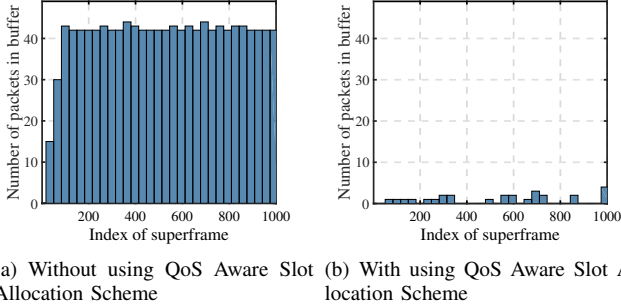 Number of packets in buffer
40
30
20
10
0
200 400 600 800 1000
Index of superframe
Number of packets in buffer
40
30
20
10
0
200 400 600 800 1000
Index of superframe
a) Without using QoS Aware Slot
Allocation Scheme
(b) With using QoS Aware Slot A
location Scheme